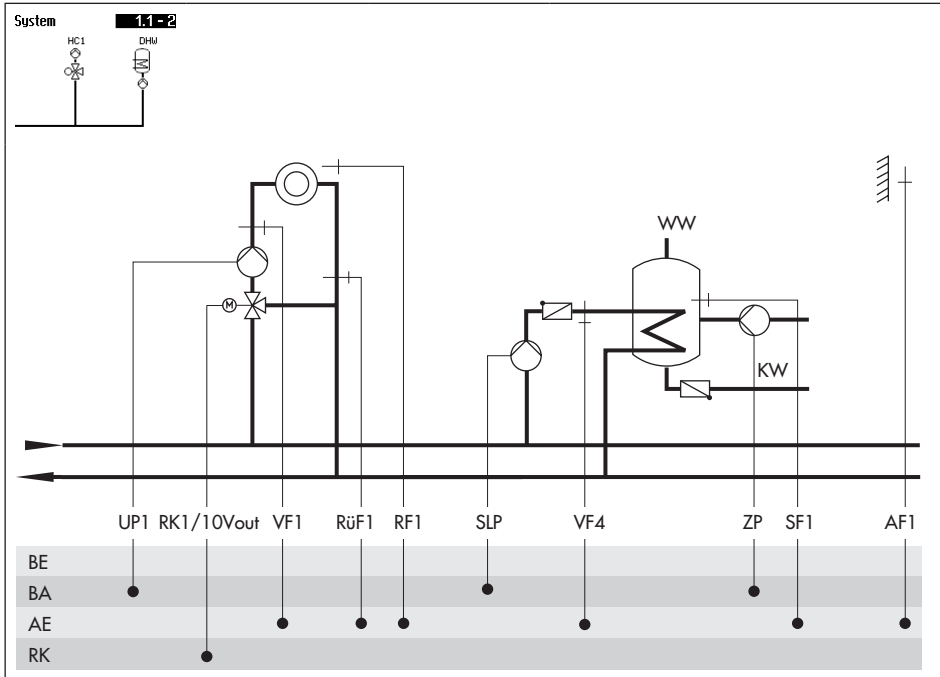 System 1.1 - 2
HC1 DHW
WW
M
KW
UP1 RK1/10Vout VF1 RüF1 RF1 SLP VF4 ZP SF1 AF1
BE
BA
AE
RK